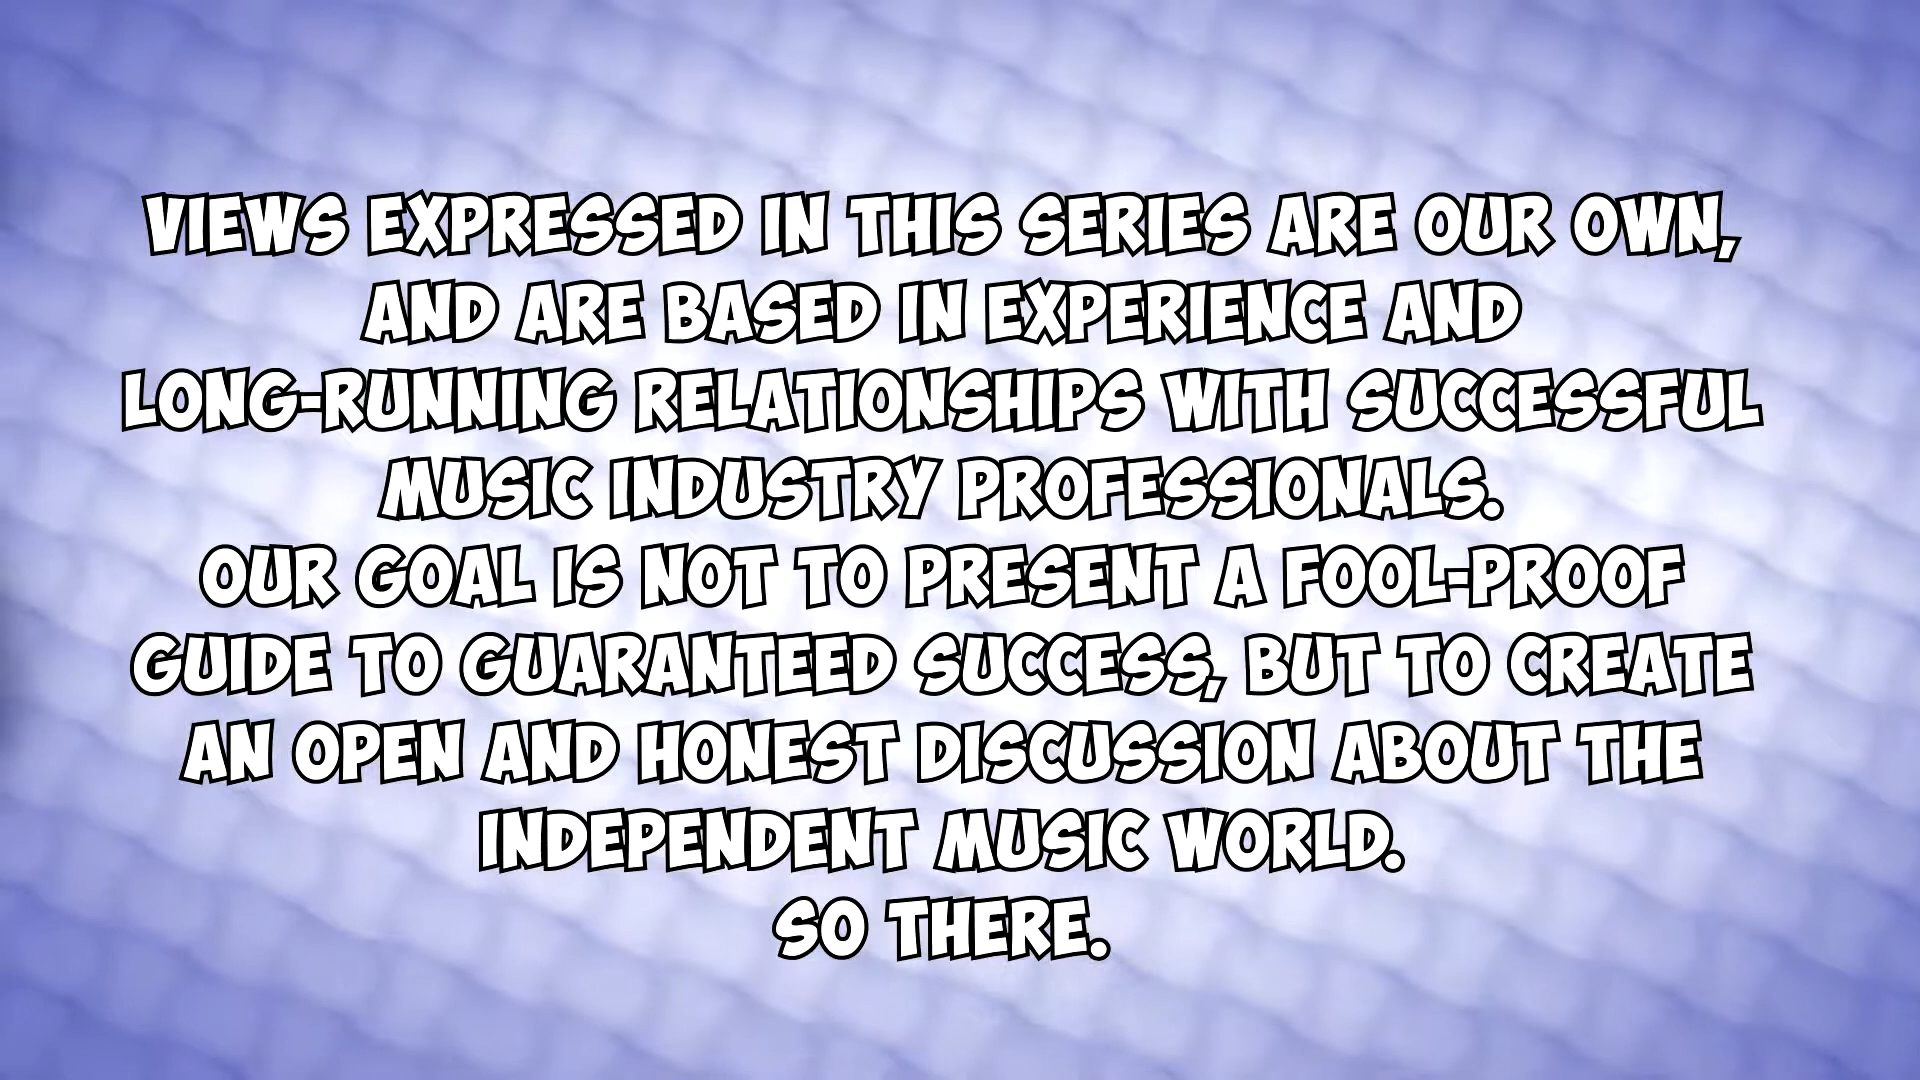 VIEWS EXPRESSED IN THIS SERIES ARE OUR OWN,
AND ARE BASED IN EXPERIENCE AND
LONG-RUNNING RELATIONSHIPS WITH SUCCESSFUL
MUSIC INDUSTRY PROFESSIONALS.
OUR GOAL IS NOT TO PRESENT A FOOL-PROOF
GUIDE TO GUARANTEED SUCCESS, BUT TO CREATE
AN OPEN AND HONEST DISCUSSION ABOUT THE
INDEPENDENT MUSIC WORLD.
SO THERE.